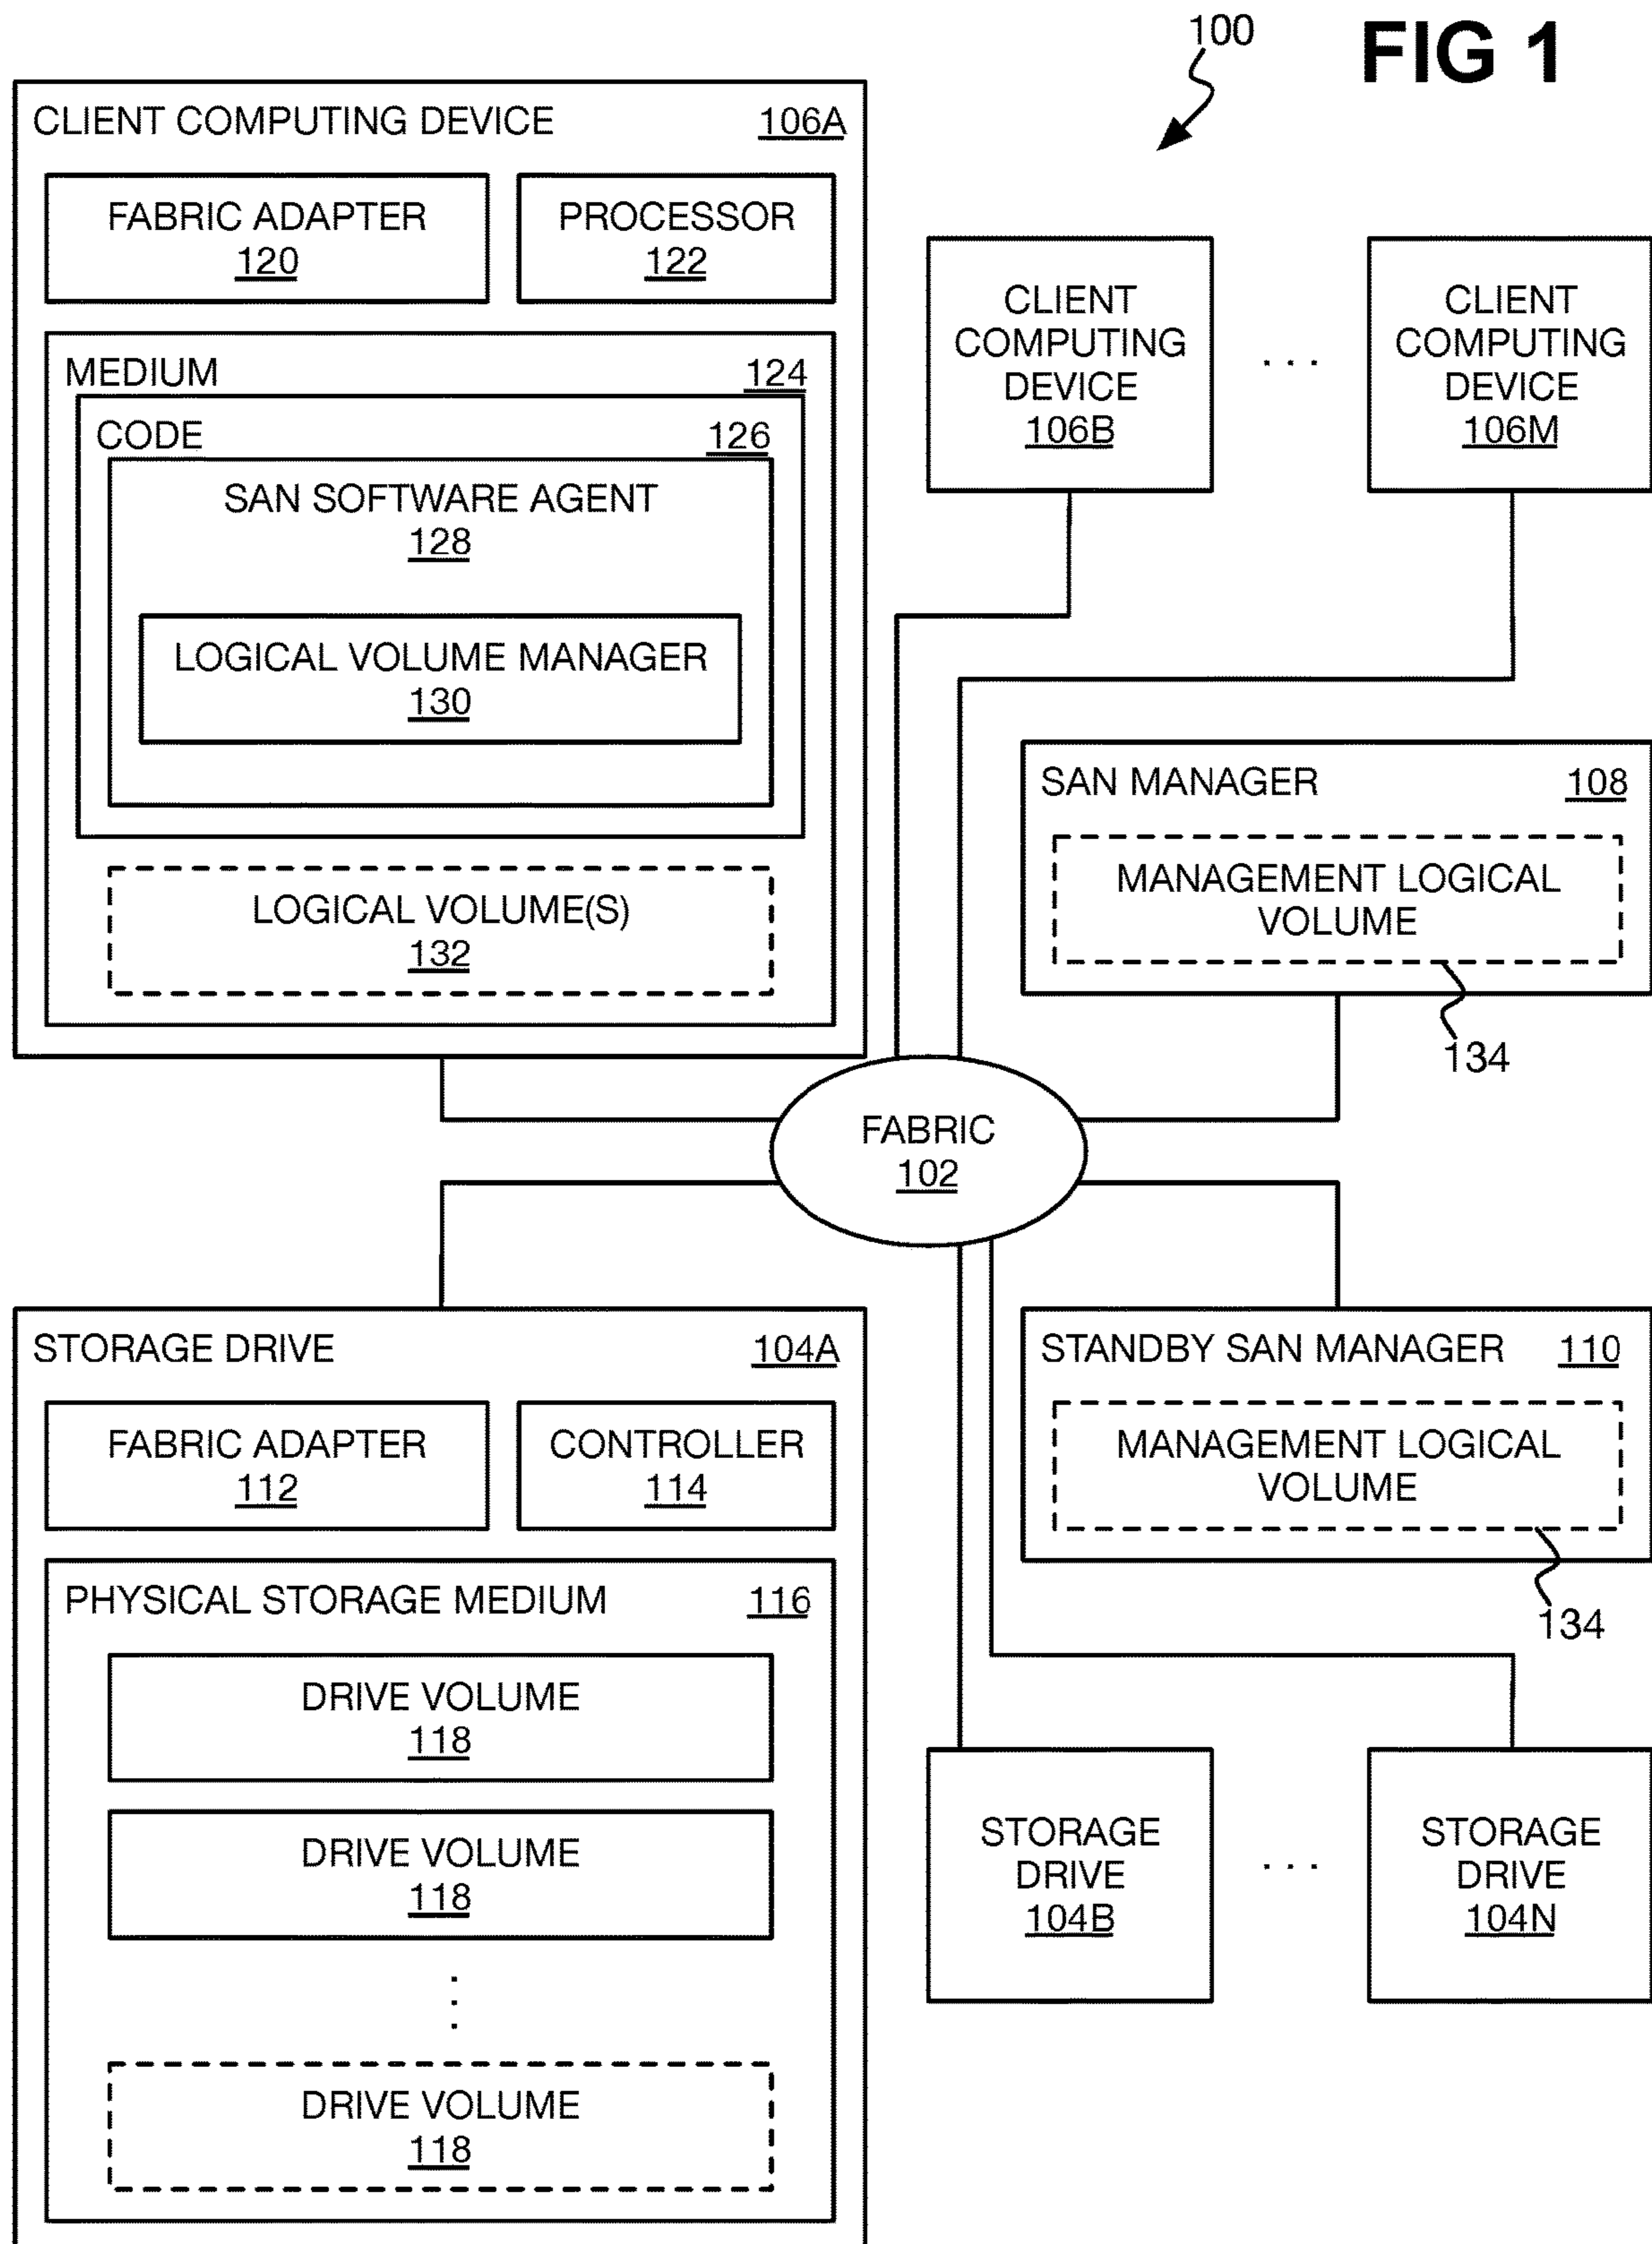 100
FIG 1
CLIENT COMPUTING DEVICE 106A
FABRIC ADAPTER
120
PROCESSOR
122
MEDIUM 124
CODE 126
SAN SOFTWARE AGENT
128
LOGICAL VOLUME MANAGER
130
LOGICAL VOLUME(S)
132
CLIENT
COMPUTING
DEVICE
106B
. . .
CLIENT
COMPUTING
DEVICE
106M
SAN MANAGER 108
MANAGEMENT LOGICAL
VOLUME
134
FABRIC
102
STORAGE DRIVE 104A
FABRIC ADAPTER
112
CONTROLLER
114
PHYSICAL STORAGE MEDIUM 116
DRIVE VOLUME
118
DRIVE VOLUME
118
. . .
DRIVE VOLUME
118
STANDBY SAN MANAGER 110
MANAGEMENT LOGICAL
VOLUME
134
STORAGE
DRIVE
104B
. . .
STORAGE
DRIVE
104N